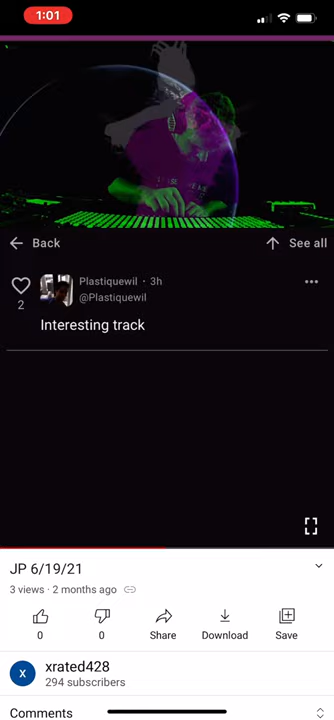 1:01
Back
See all
Plastiquewil · 3h
@Plastiquewil
2
Interesting track
JP 6/19/21
3 views · 2 months ago
0
0
Share
Download
Save
x
xrated428
294 subscribers
Comments